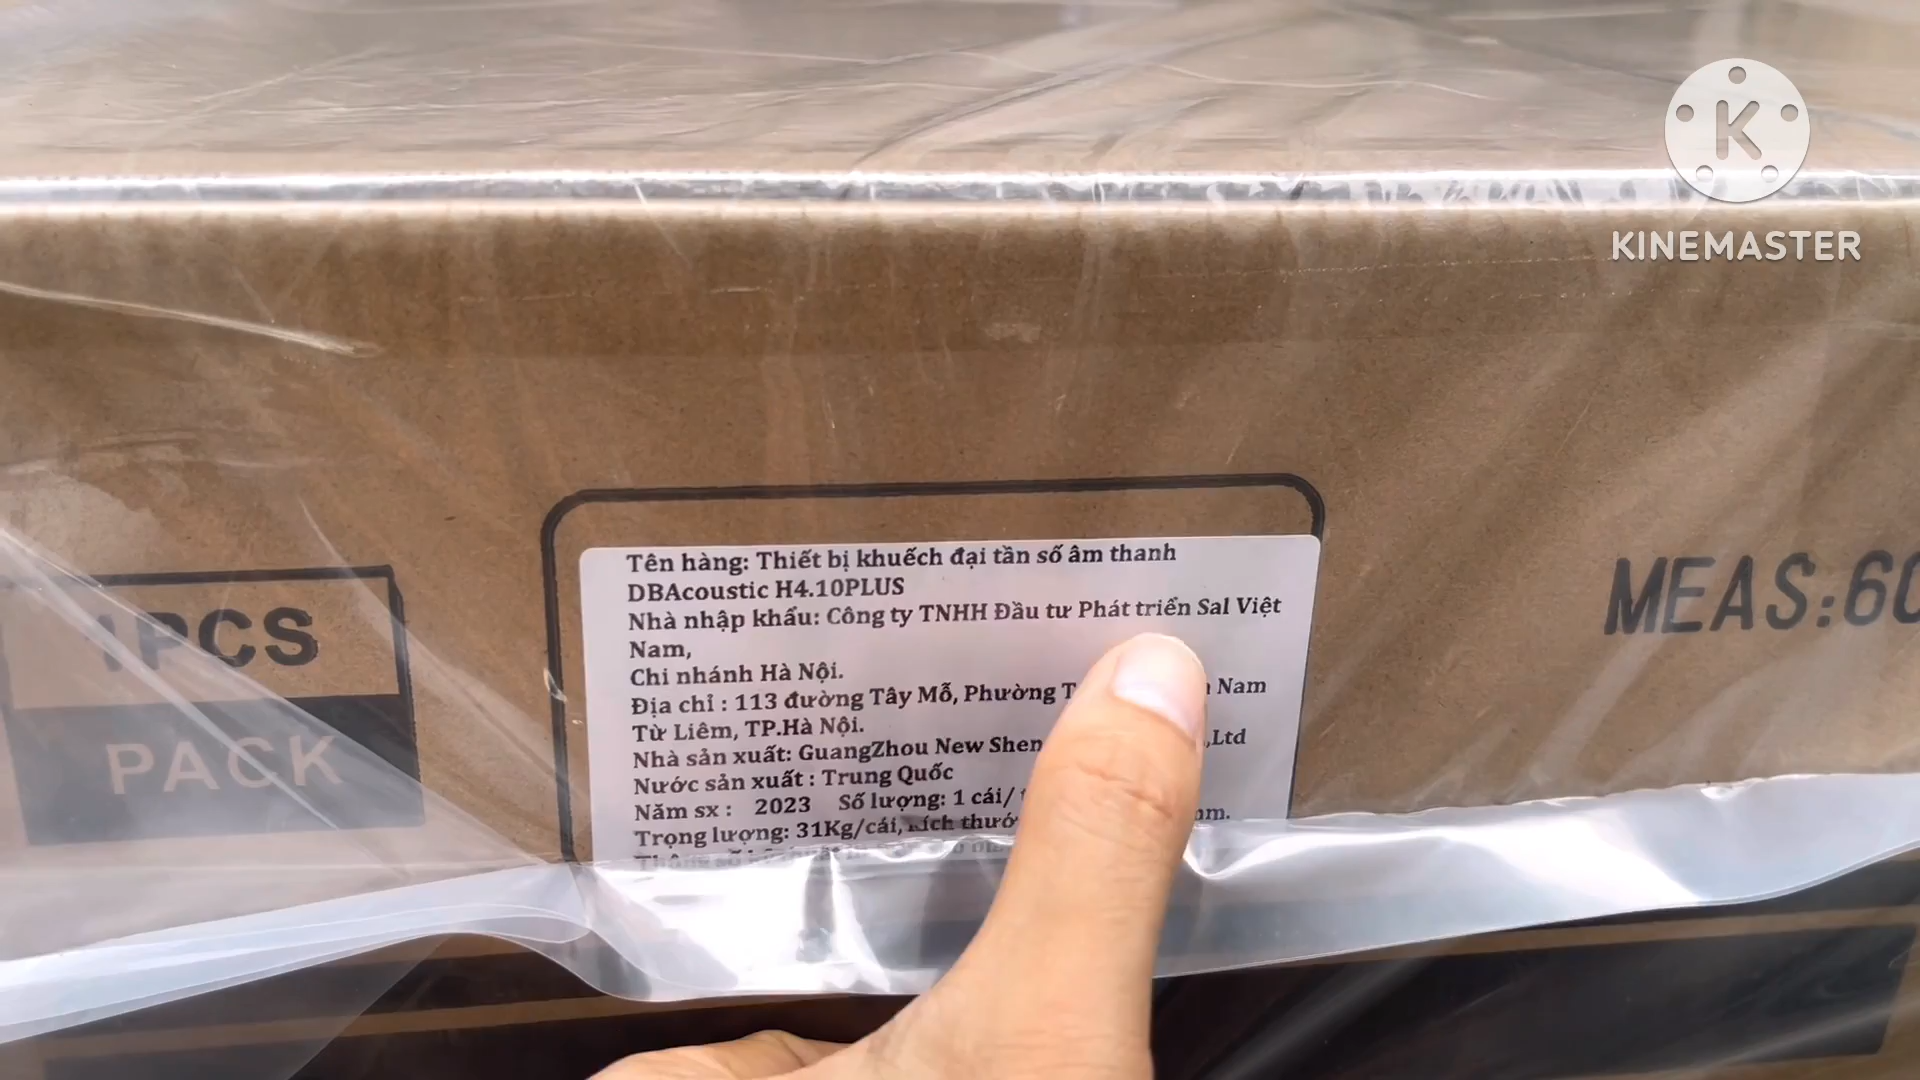 K
KINEMASTER
Tên hàng: Thiết bị khuếch đại tần số âm thanh
DBAcoustic H4.10PLUS
Nhà nhập khẩu: Công ty TNHH Đầu tư Phát triển Sal Việt
Nam,
Chi nhánh Hà Nội.
Địa chỉ : 113 đường Tây Mỗ, Phường Nam
Từ Liêm, TP.Hà Nội.
Nhà sản xuất: GuangZhou New ,Ltd
Nước sản xuất : Trung Quốc
Năm sx : 2023 Số lượng: 1 cái/
Trọng lượng: 31Kg/cái, kích
1PCS
PACK
MEAS:60